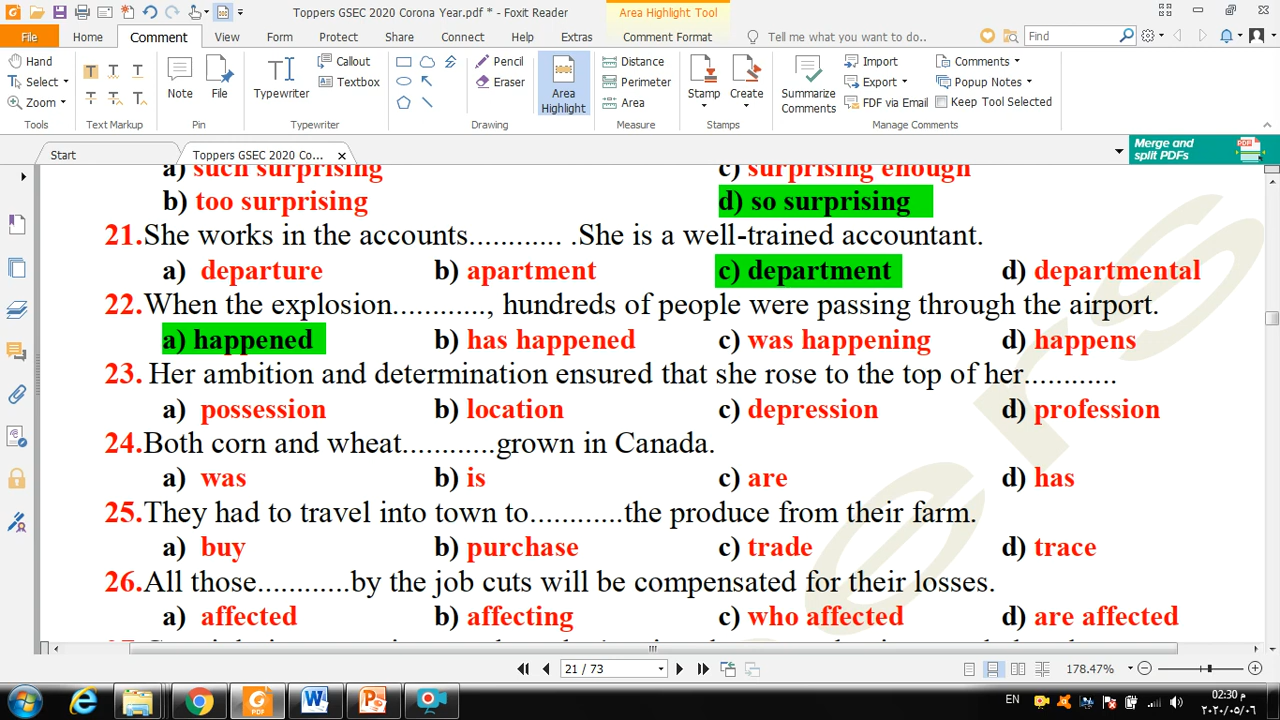 Toppers GSEC 2020 Corona Year.pdf * - Foxit Reader
Area Highlight Tool
File Home Comment View Form Protect Share Connect Help Extras Comment Format Tell me what you want to do.. Find
Hand
Select
Zoom
Tools
Text Markup
Note
File
Pin
Typewriter
Callout
Textbox
Typewriter
Pencil
Eraser
Drawing
Area Highlight
Distance
Perimeter
Area
Measure
Stamp
Create
Stamps
Summarize Comments
Import
Export
FDF via Email
Comments
Popup Notes
Keep Tool Selected
Manage Comments
Start
Toppers GSEC 2020 Co...
Merge and split PDFs
a) such surprising c) surprising enough
b) too surprising d) so surprising
21.She works in the accounts............ .She is a well-trained accountant.
a) departure b) apartment c) department d) departmental
22.When the explosion............, hundreds of people were passing through the airport.
a) happened b) has happened c) was happening d) happens
23. Her ambition and determination ensured that she rose to the top of her............
a) possession b) location c) depression d) profession
24.Both corn and wheat............grown in Canada.
a) was b) is c) are d) has
25.They had to travel into town to............the produce from their farm.
a) buy b) purchase c) trade d) trace
26.All those............by the job cuts will be compensated for their losses.
a) affected b) affecting c) who affected d) are affected
21 / 73
178.47%
EN
02:30 م
٢٠٢٠/٠٥/٠٦